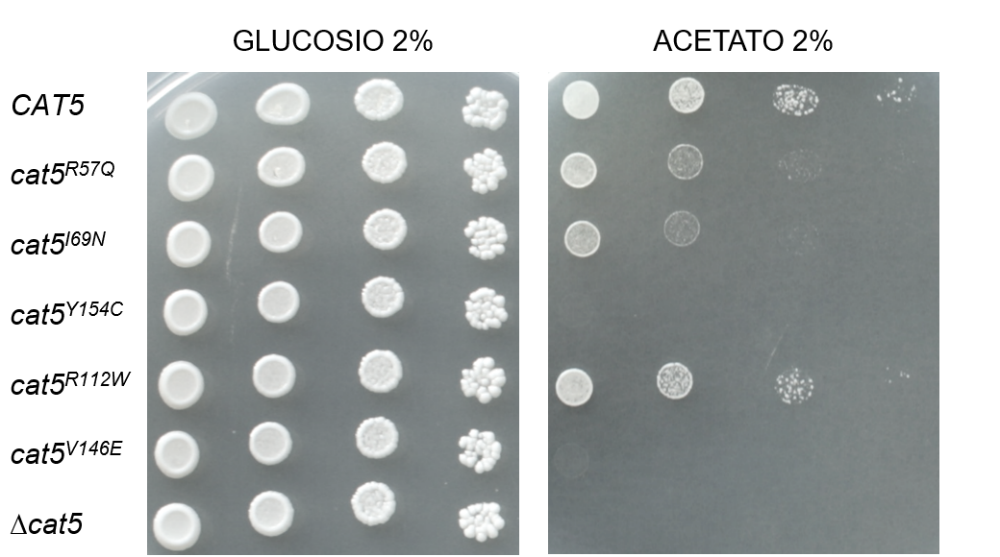 GLUCOSIO 2% ACETATO 2%
CAT5
cat5R57Q
cat5I69N
cat5Y154C
cat5R112W
cat5V146E
Δcat5